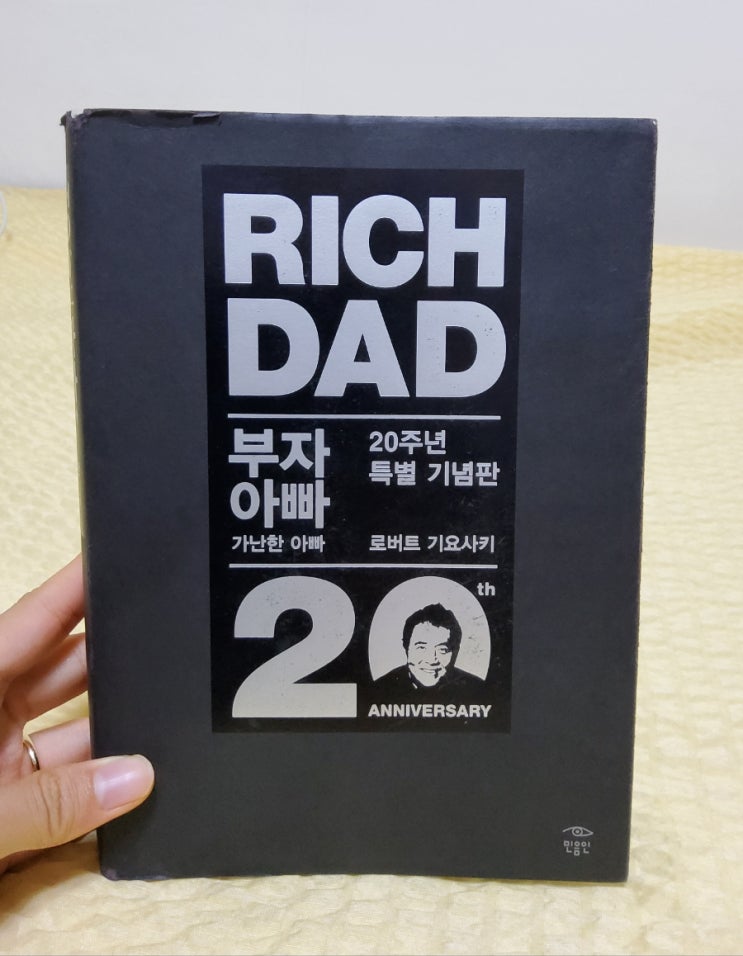 RICH
DAD
부자
아빠
가난한 아빠
20주년
특별 기념판
로버트 기요사키
20th
ANNIVERSARY
민음인